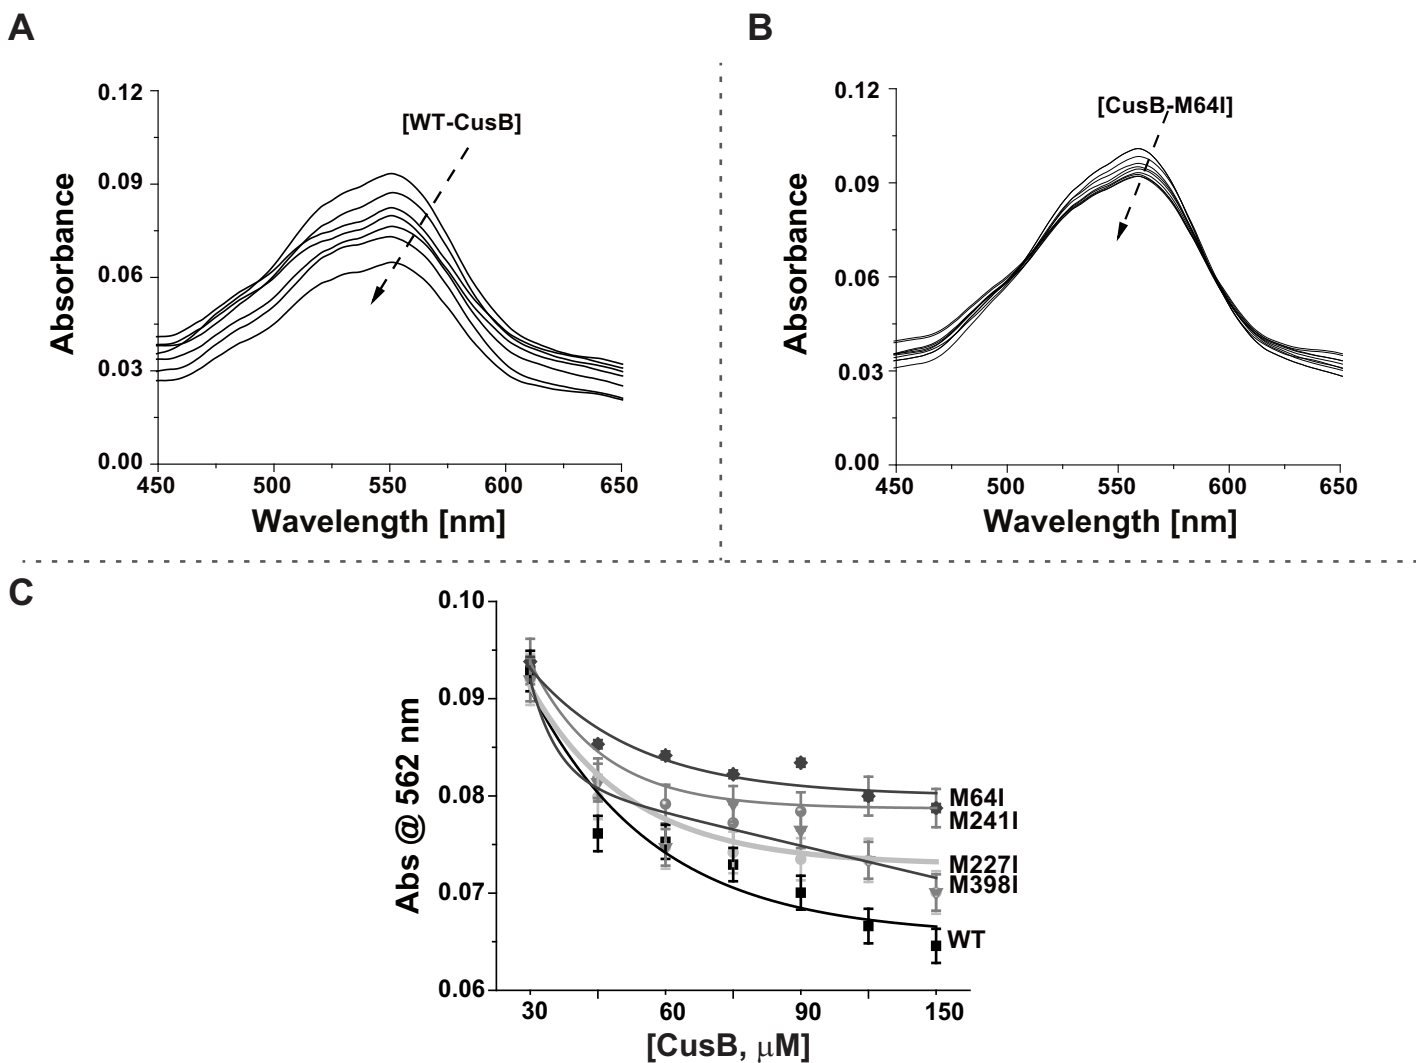 A
B
0.12
0.09
0.06
0.03
0.00
Absorbance
[WT-CusB]
450
500
550
600
650
Wavelength [nm]
0.12
0.09
0.06
0.03
0.00
Absorbance
[CusB-M64I]
450
500
550
600
650
Wavelength [nm]
C
0.10
0.09
0.08
0.07
0.06
Abs @ 562 nm
M64I
M241I
M227I
M398I
WT
30
60
90
150
[CusB, μM]